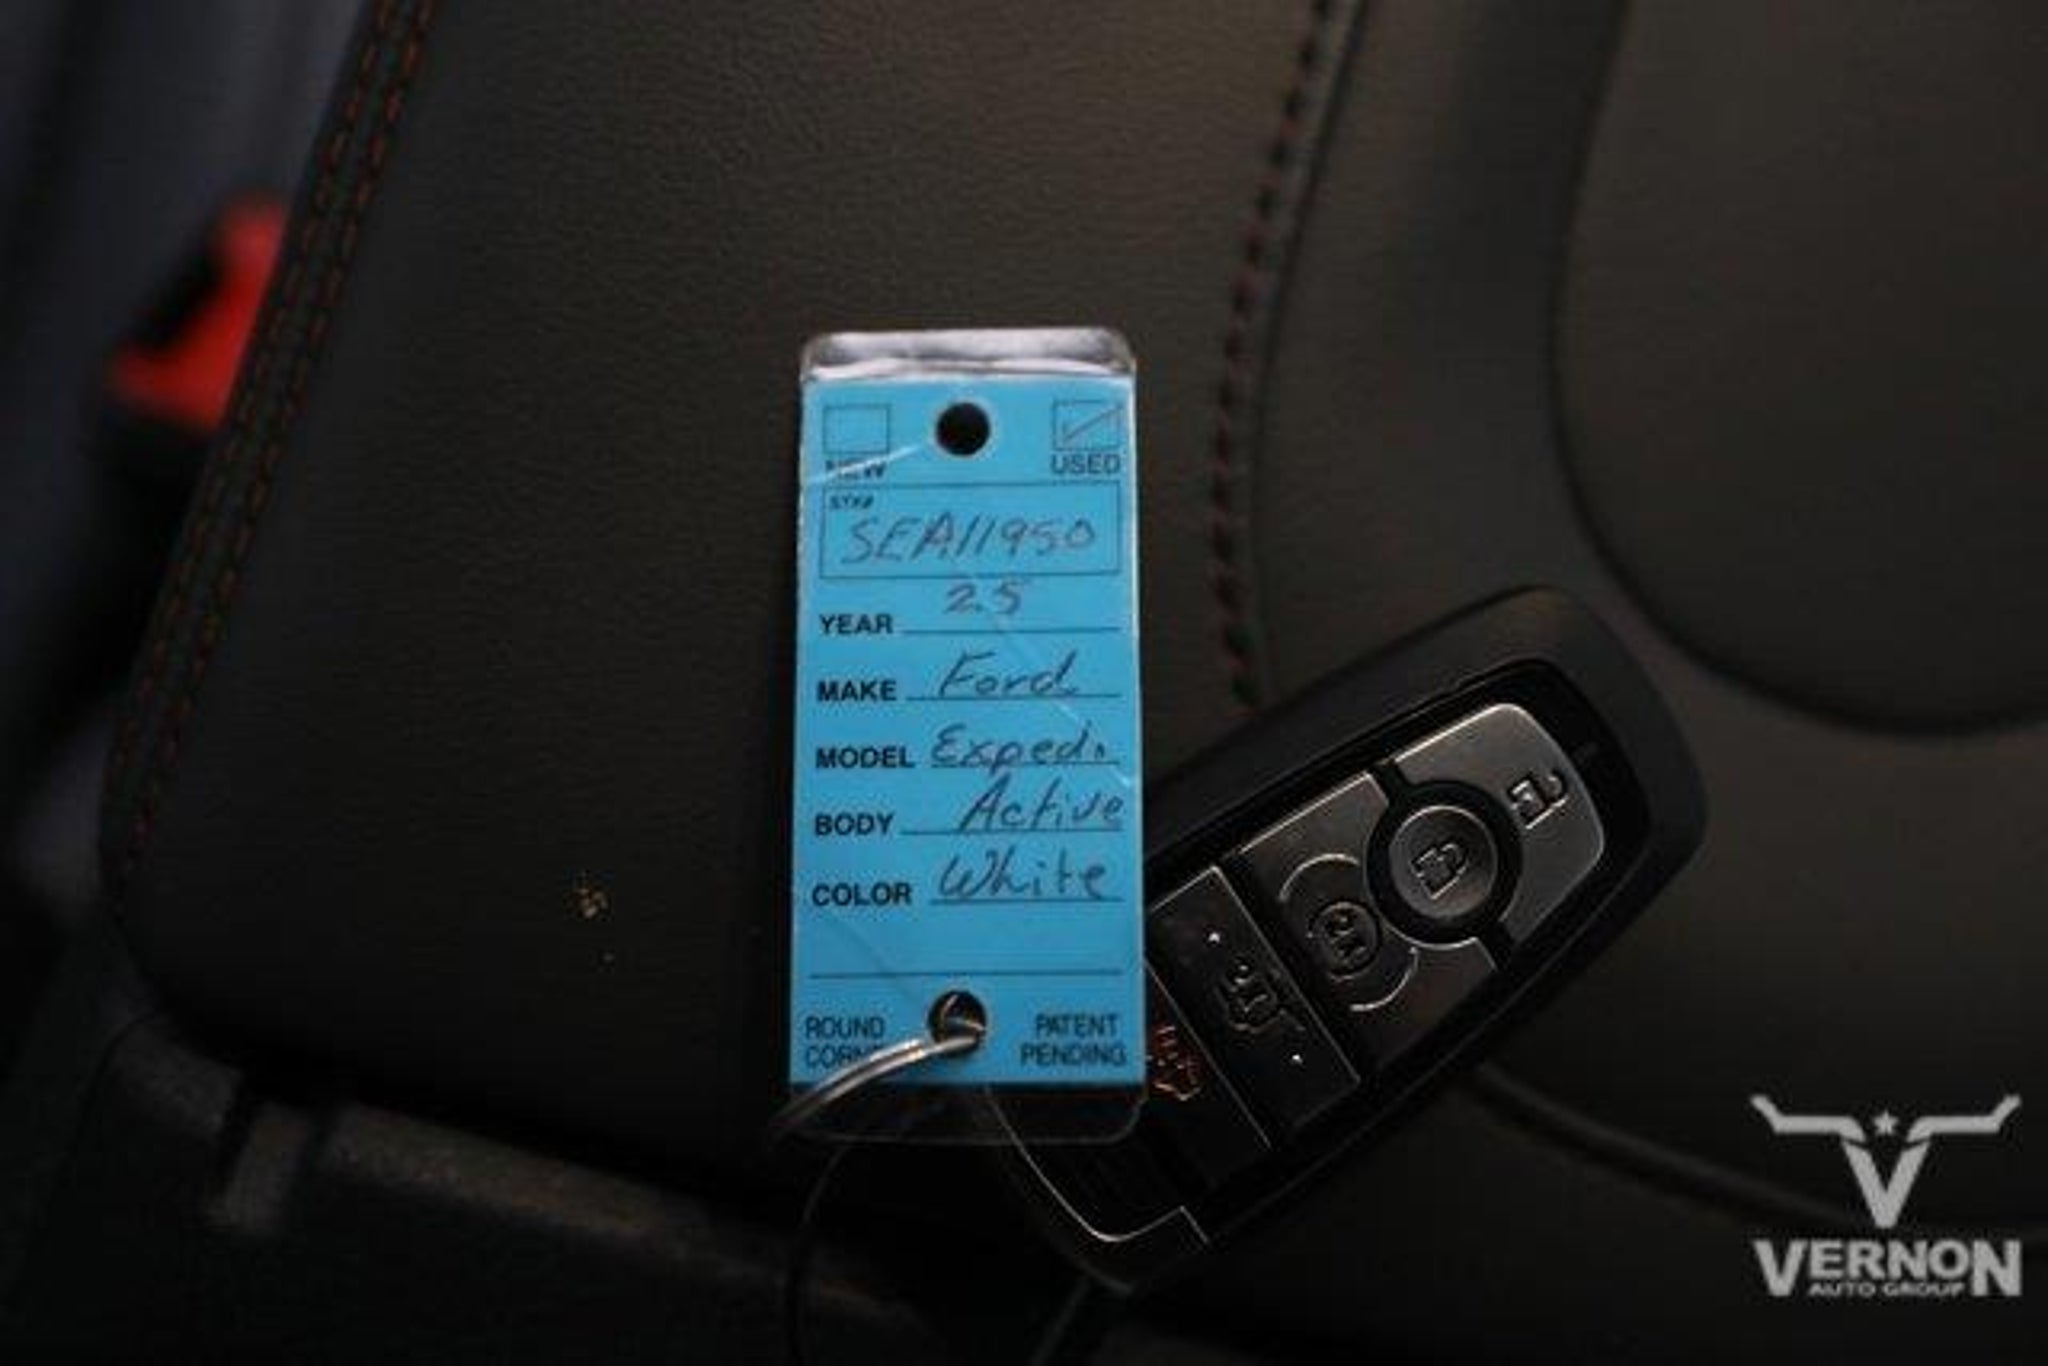 NEW USED
STK#
SEA11950
YEAR 25
MAKE Ford
MODEL Expedi.
BODY Active
COLOR White
ROUND PATENT
PENDING
2x
VERNON
AUTO GROUP